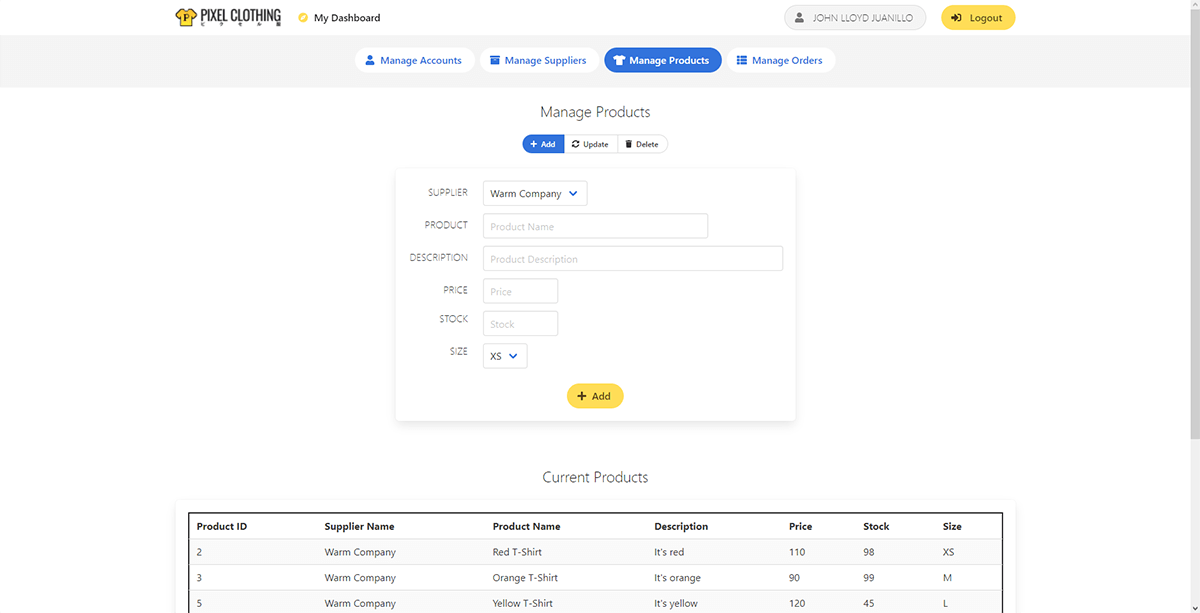 PIXEL CLOTHING
My Dashboard
JOHN LLOYD JUANILLO
Logout
Manage Accounts
Manage Suppliers
Manage Products
Manage Orders
Manage Products
Add
Update
Delete
SUPPLIER Warm Company
PRODUCT Product Name
DESCRIPTION Product Description
PRICE Price
STOCK Stock
SIZE XS
Add
Current Products
Product ID Supplier Name Product Name Description Price Stock Size
2 Warm Company Red T-Shirt It's red 110 98 XS
3 Warm Company Orange T-Shirt It's orange 90 99 M
5 Warm Company Yellow T-Shirt It's yellow 120 45 L